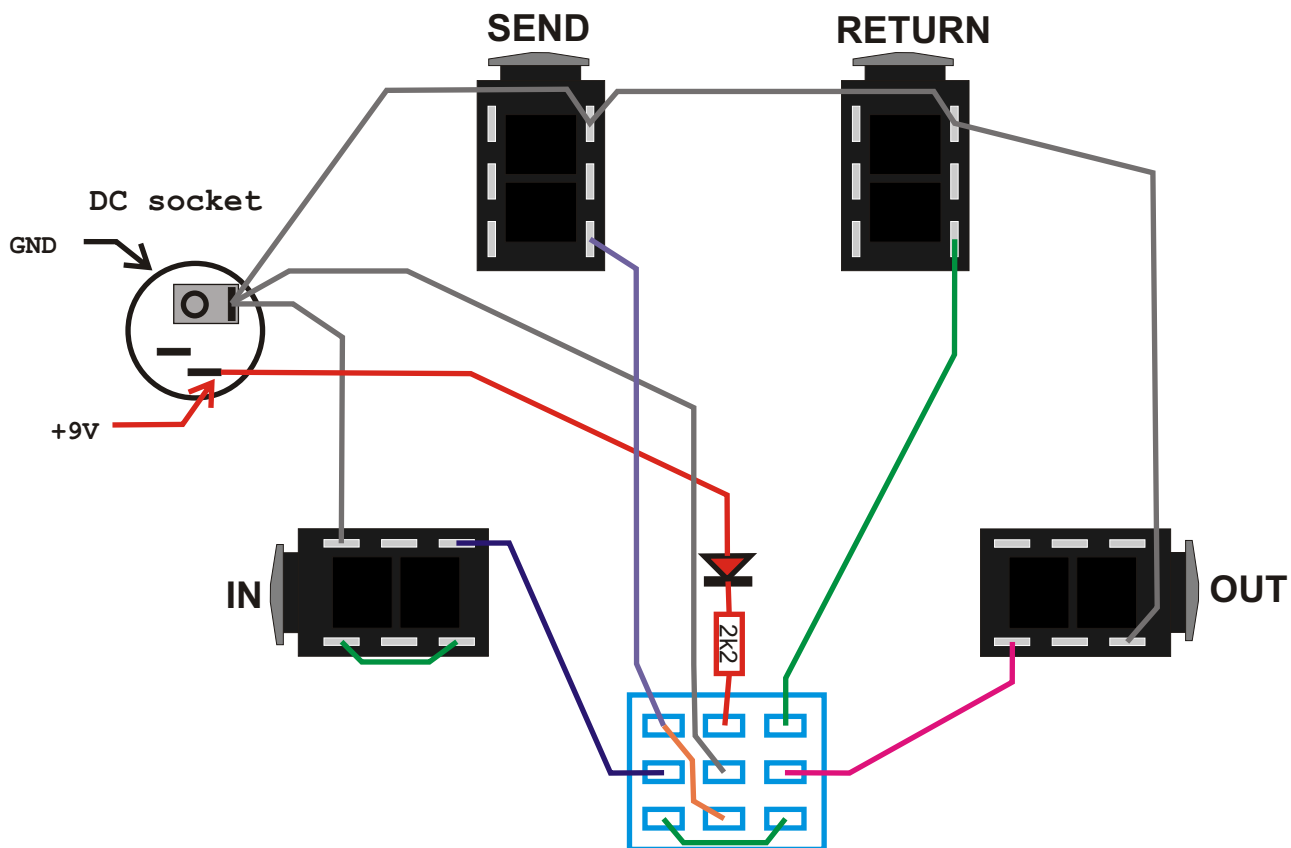 SEND
RETURN
DC socket
GND
+9V
IN
2k2
OUT